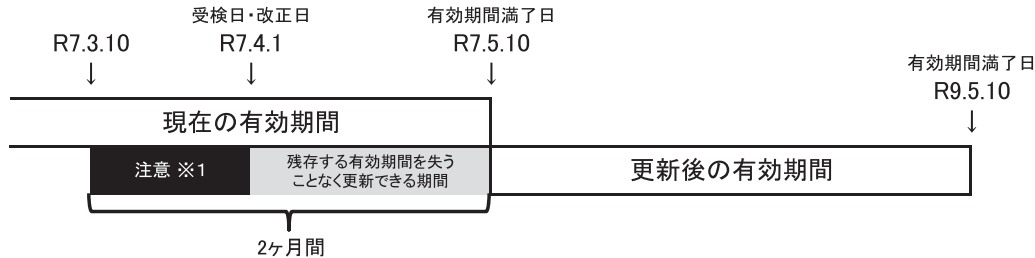 受検日・改正日
有効期間満了日
R7.3.10
R7.4.1
R7.5.10
有効期間満了日
R9.5.10
↓
↓
↓
↓
現在の有効期間
注意 ※1
残存する有効期間を失う
ことなく更新できる期間
更新後の有効期間
2ヶ月間